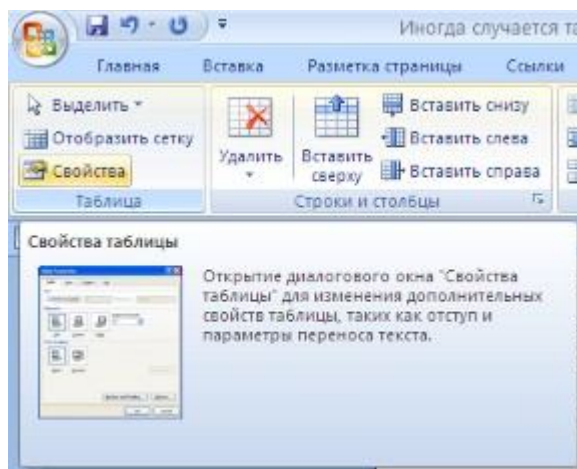 Иногда случается та
Главная Вставка Разметка страницы Ссылки
Выделить
Отобразить сетку
Свойства
Таблица
Удалить
Вставить сверху
Вставить снизу
Вставить слева
Вставить справа
Строки и столбцы
Свойства таблицы
Открытие диалогового окна "Свойства
таблицы" для изменения дополнительных
свойств таблицы, таких как отступ и
параметры переноса текста.